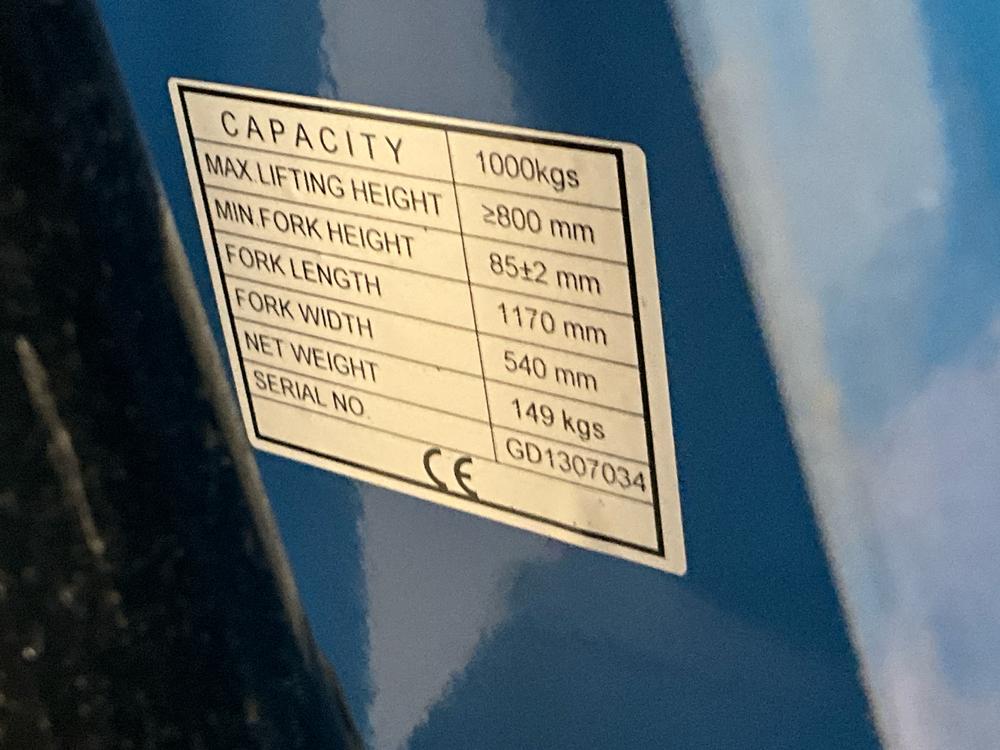 CAPACITY 1000kgs
MAX.LIFTING HEIGHT ≥800 mm
MIN.FORK HEIGHT 85±2 mm
FORK LENGTH 1170 mm
FORK WIDTH 540 mm
NET WEIGHT 149 kgs
SERIAL NO. GD1307034
CE